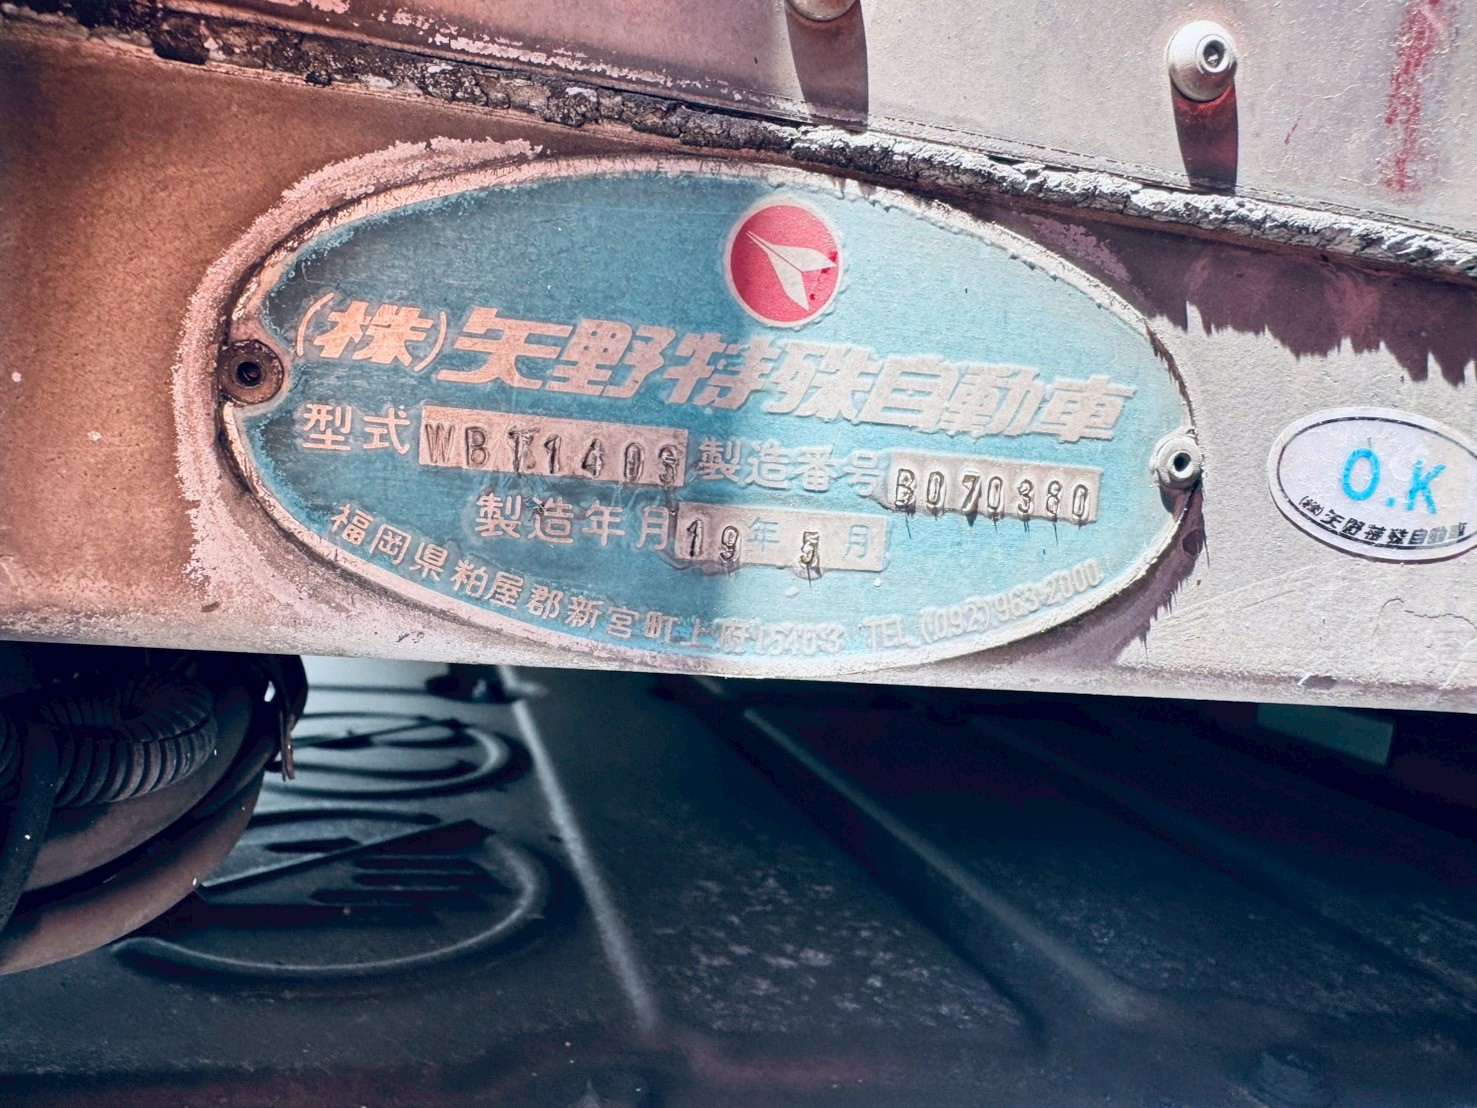 (株)矢野特殊自動車
型式 WBT1403 製造番号 B070380
製造年月 19年 5月
福岡県粕屋郡新宮町上府1540-3 TEL (092) 963-2000
O.K
(株)矢野特殊自動車